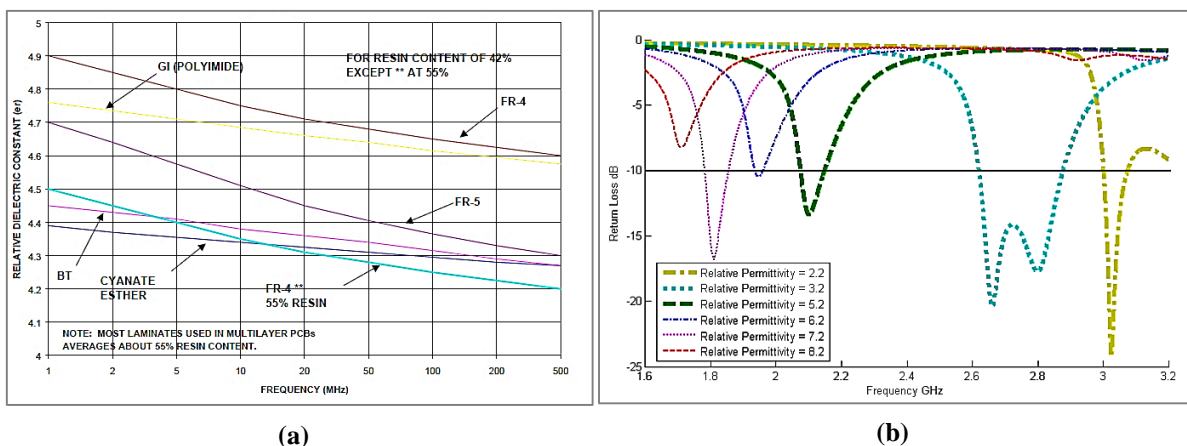 FOR RESIN CONTENT OF 42%
EXCEPT ** AT 55%
GI (POLYIMIDE)
FR-4
FR-5
BT
CYANATE
ESTHER
FR-4 **
55% RESIN
NOTE: MOST LAMINATES USED IN MULTILAYER PCBs
AVERAGES ABOUT 55% RESIN CONTENT.
RELATIVE DIELECTRIC CONSTANT (er)
5
4.9
4.8
4.7
4.6
4.5
4.4
4.3
4.2
4.1
4
1 2 5 10 20 50 100 200 500
FREQUENCY (MHz)
(a)
Return Loss dB
0
-5
-10
-15
-20
-25
Relative Permittivity = 2.2
Relative Permittivity = 3.2
Relative Permittivity = 5.2
Relative Permittivity = 6.2
Relative Permittivity = 7.2
Relative Permittivity = 8.2
1.6 1.8 2 2.2 2.4 2.6 2.8 3 3.2
Frequency GHz
(b)